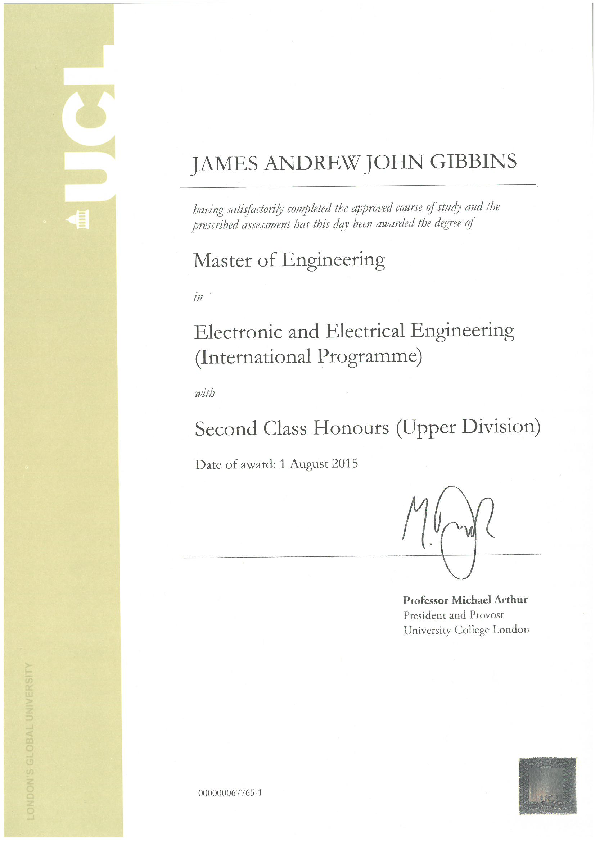 UCL
JAMES ANDREW JOHN GIBBINS
having satisfactorily completed the approved course of study and the
prescribed assessment has this day been awarded the degree of
Master of Engineering
in
Electronic and Electrical Engineering
(International Programme)
with
Second Class Honours (Upper Division)
Date of award: 1 August 2015
Professor Michael Arthur
President and Provost
University College London
LONDON'S GLOBAL UNIVERSITY
UCL